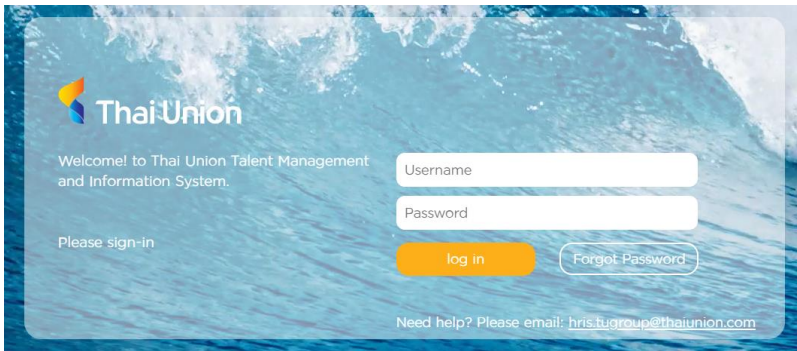 Thai Union
Welcome! to Thai Union Talent Management
and Information System.
Please sign-in
Username
Password
log in
Forgot Password
Need help? Please email: hris.tugroup@thaiunion.com